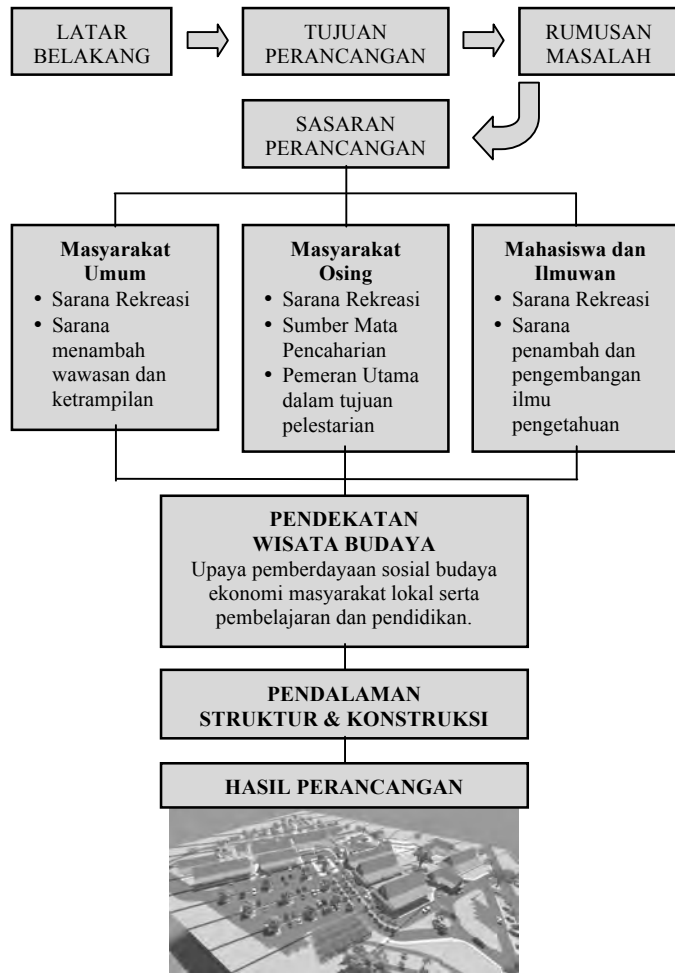 LATAR
BELAKANG
TUJUAN
PERANCANGAN
RUMUSAN
MASALAH
SASARAN
PERANCANGAN
Masyarakat
Umum
• Sarana Rekreasi
• Sarana
menambah
wawasan dan
ketrampilan
Masyarakat
Osing
• Sarana Rekreasi
• Sumber Mata
Pencaharian
• Pemeran Utama
dalam tujuan
pelestarian
Mahasiswa dan
Ilmuwan
• Sarana Rekreasi
• Sarana
penambah dan
pengembangan
ilmu
pengetahuan
PENDEKATAN
WISATA BUDAYA
Upaya pemberdayaan sosial budaya
ekonomi masyarakat lokal serta
pembelajaran dan pendidikan.
PENDALAMAN
STRUKTUR & KONSTRUKSI
HASIL PERANCANGAN